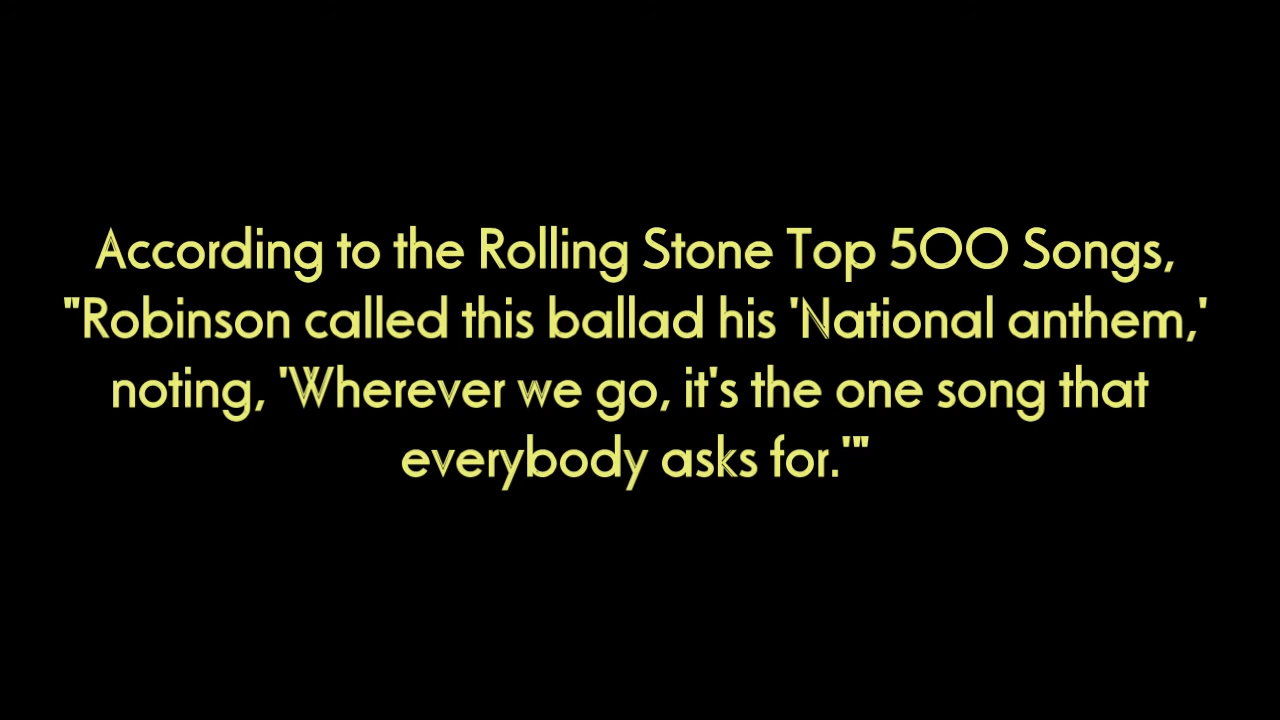 According to the Rolling Stone Top 500 Songs,
"Robinson called this ballad his 'National anthem,'
noting, 'Wherever we go, it's the one song that
everybody asks for.'"